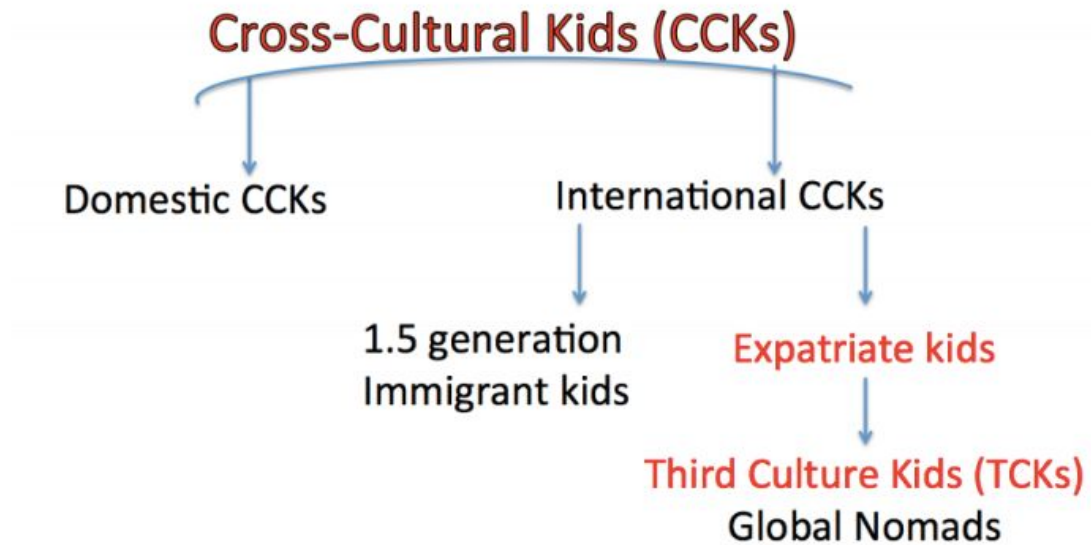 Cross-Cultural Kids (CCKs)
Domestic CCKs
International CCKs
1.5 generation
Immigrant kids
Expatriate kids
Third Culture Kids (TCKs)
Global Nomads